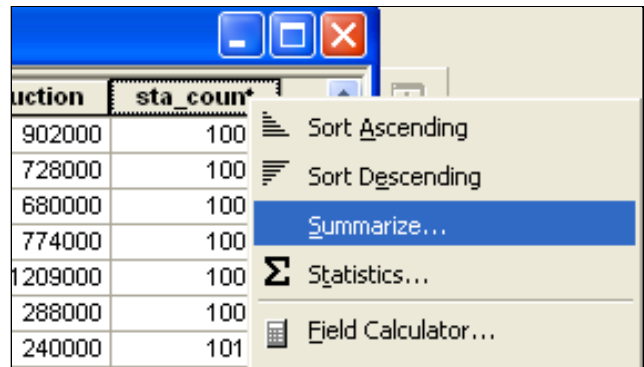 uction sta_count
902000 100
728000 100
680000 100
774000 100
1209000 100
288000 100
240000 101
Sort Ascending
Sort Descending
Summarize...
Σ Statistics...
Field Calculator...